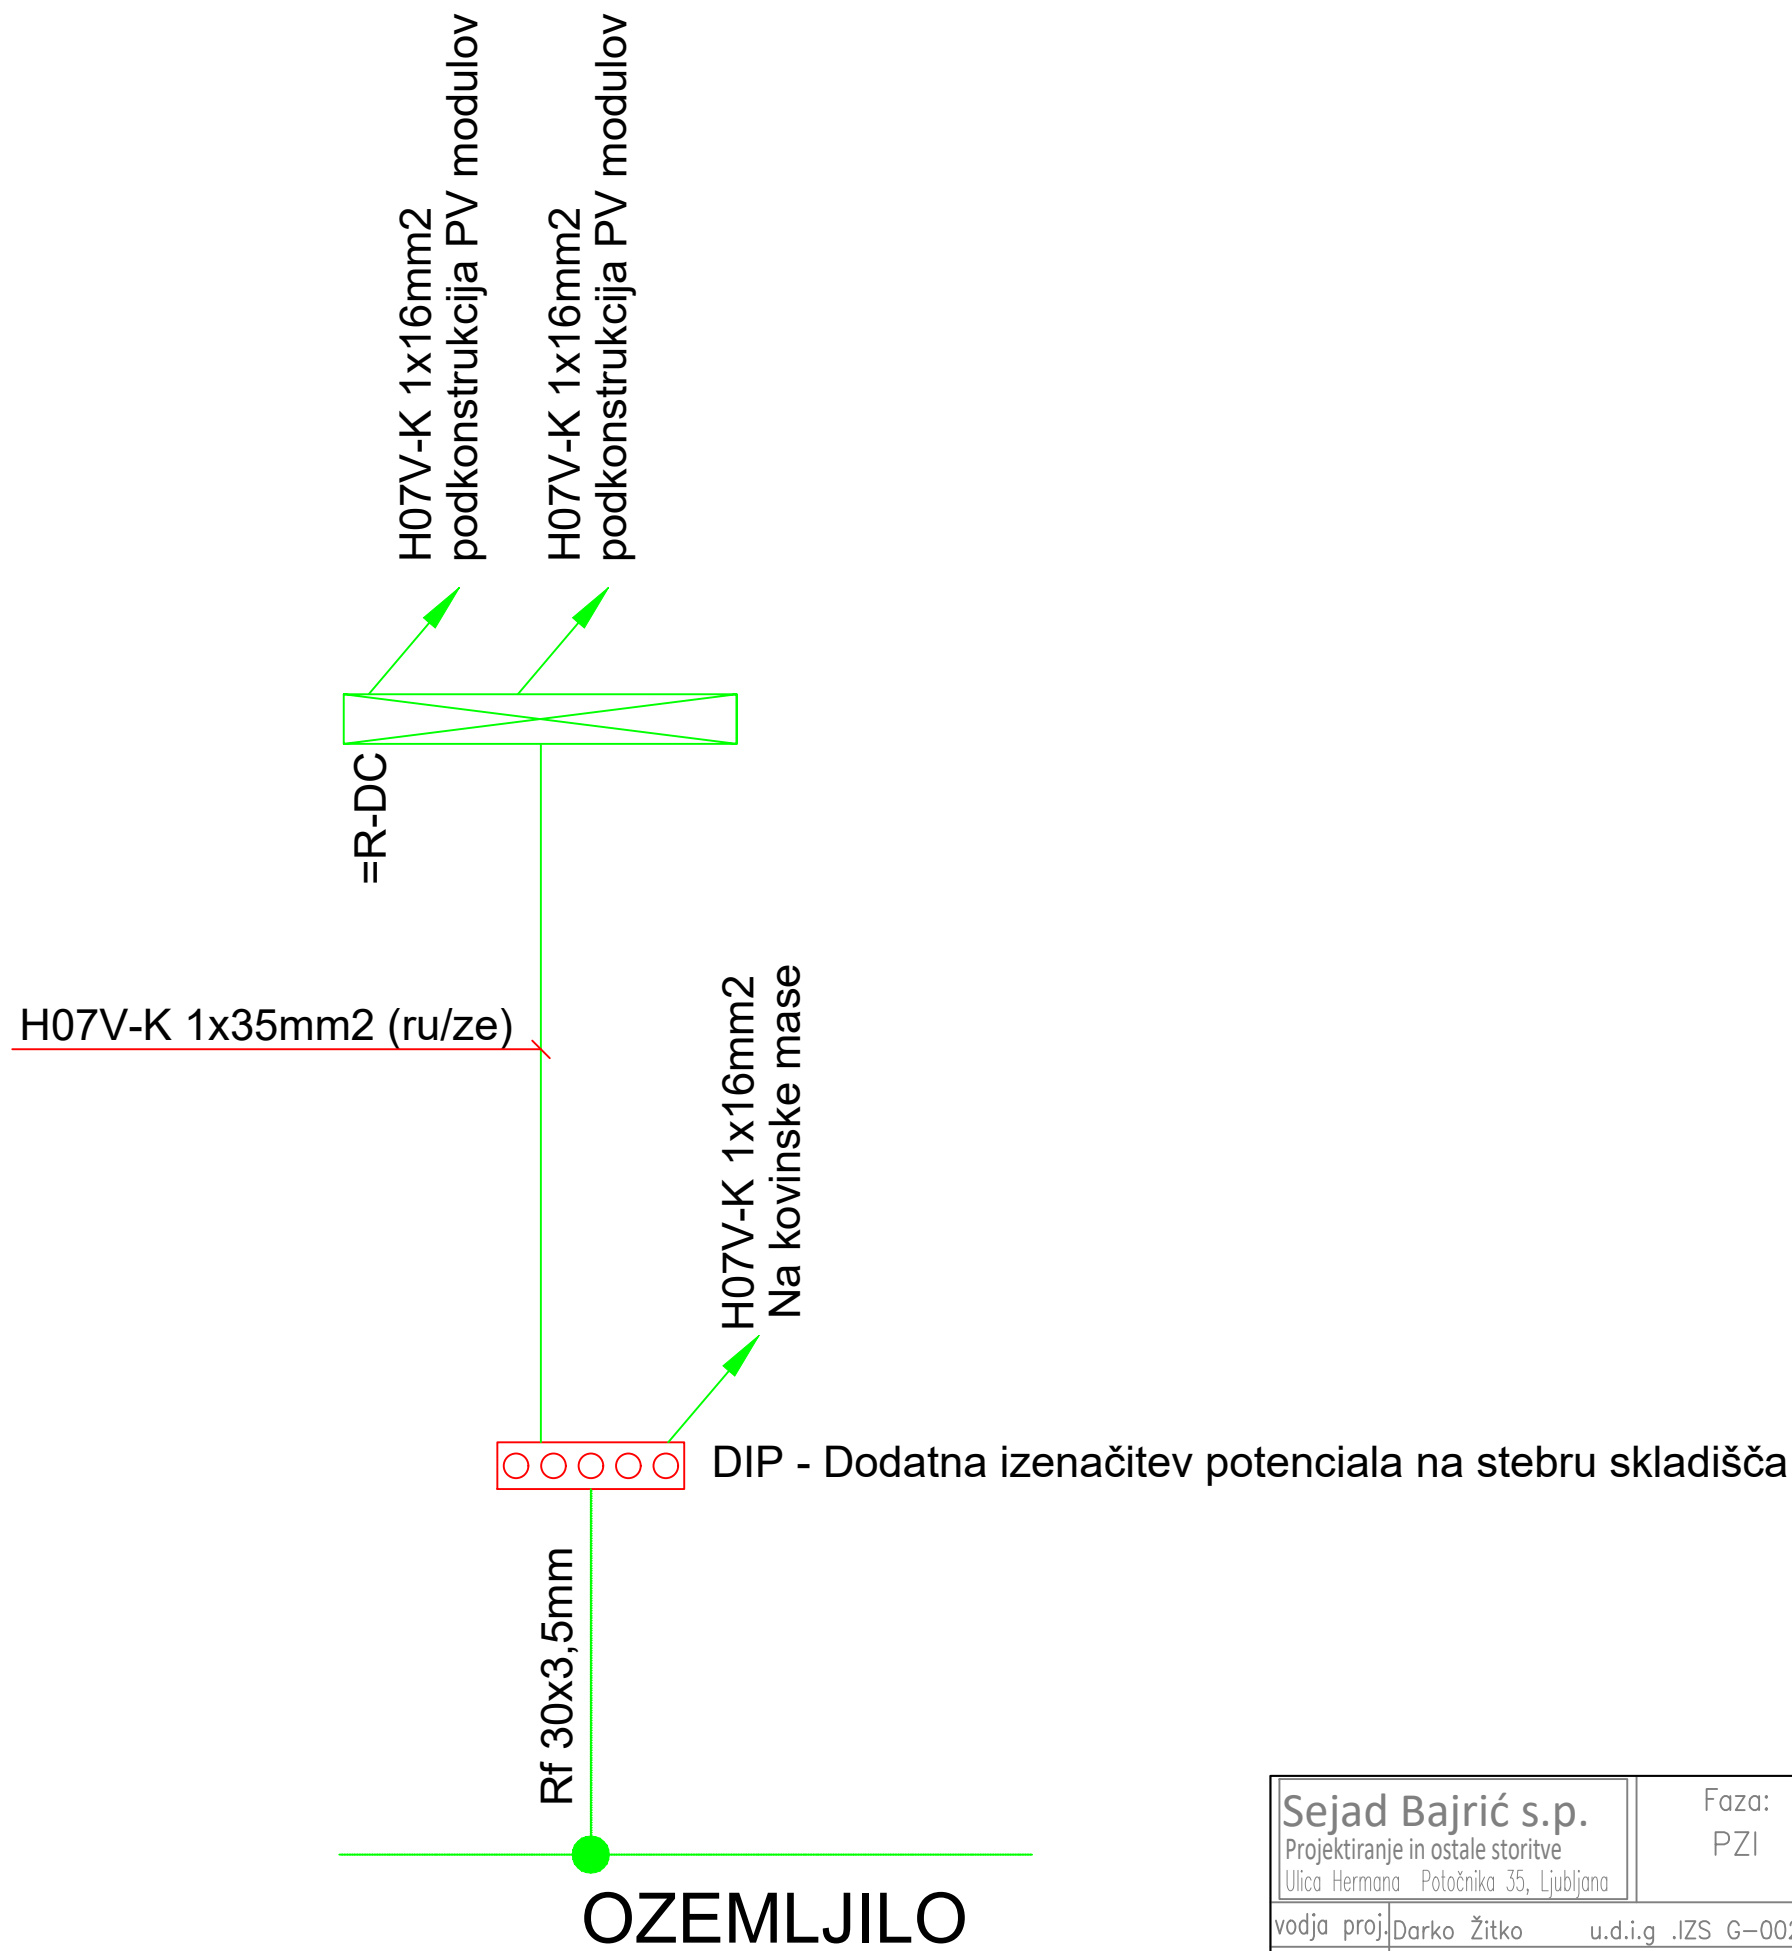 H07V-K 1x16mm2
podkonstrukcija PV modulov
H07V-K 1x16mm2
podkonstrukcija PV modulov
=R-DC
H07V-K 1x35mm2 (ru/ze)
H07V-K 1x16mm2
Na kovinske mase
DIP - Dodatna izenačitev potenciala na stebru skladišča
Rf 30x3,5mm
OZEMLJILO
Sejad Bajrić s.p.
Projektiranje in ostale storitve
Ulica Hermana Potočnika 35, Ljubljana
Faza:
PZI
vodja proj.
Darko Žitko u.d.i.g .IZS G-002